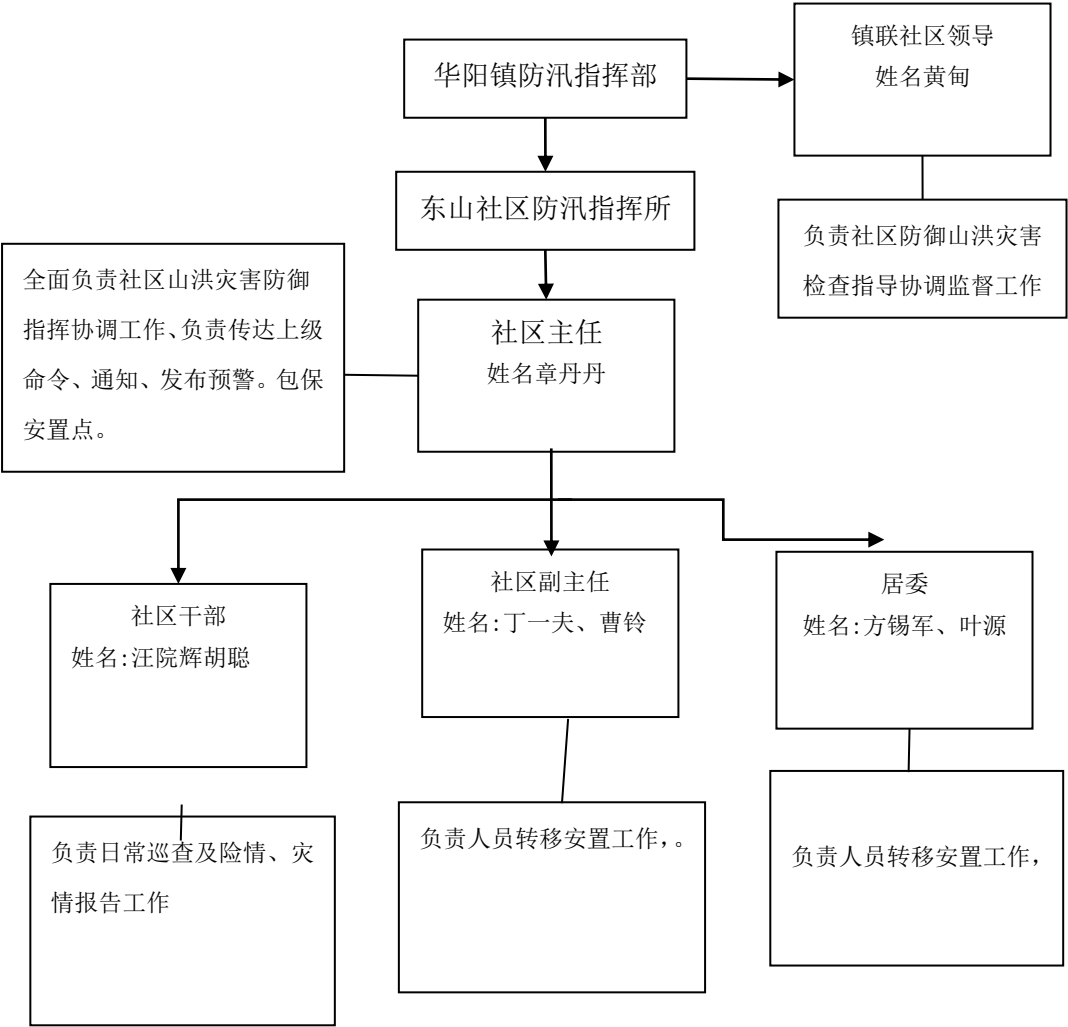 镇联社区领导
姓名黄甸
华阳镇防汛指挥部
东山社区防汛指挥所
负责社区防御山洪灾害
检查指导协调监督工作
全面负责社区山洪灾害防御
指挥协调工作、负责传达上级
命令、通知、发布预警。包保
安置点。
社区主任
姓名章丹丹
社区干部
姓名:汪院辉胡聪
社区副主任
姓名:丁一夫、曹铃
居委
姓名:方锡军、叶源
负责日常巡查及险情、灾
情报告工作
负责人员转移安置工作，。
负责人员转移安置工作，